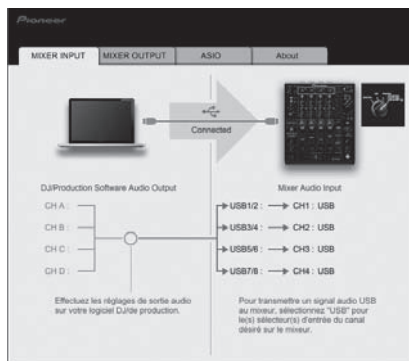 Pioneer
MIXER INPUT
MIXER OUTPUT
ASIO
About
Connected
DJ/Production Software Audio Output
Mixer Audio Input
CH A :
CH B :
CH C :
CH D :
USB1/2 : CH1 : USB
USB3/4 : CH2 : USB
USB5/6 : CH3 : USB
USB7/8 : CH4 : USB
Effectuez les réglages de sortie audio
sur votre logiciel DJ/de production.
Pour transmettre un signal audio USB
au mixeur, sélectionnez "USB" pour
le(s) sélecteur(s) d'entrée du canal
désiré sur le mixeur.